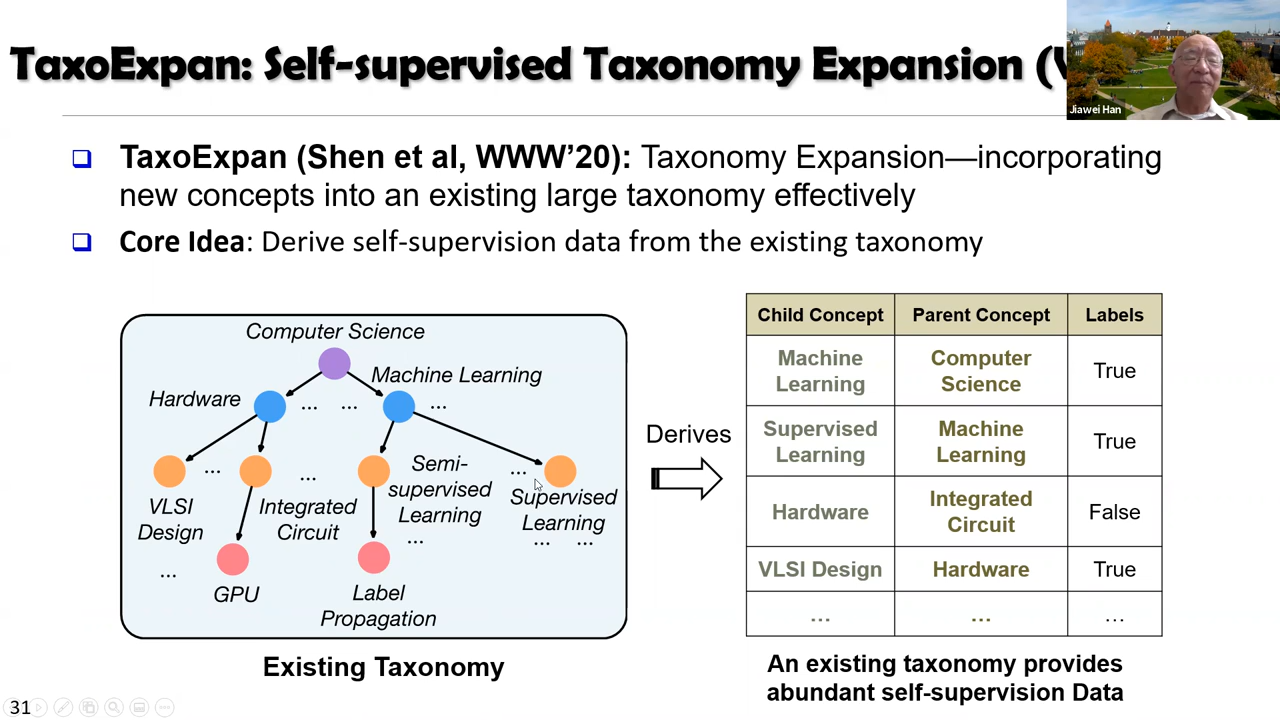 TaxoExpan: Self-supervised Taxonomy Expansion (
Jiawei Han
TaxoExpan (Shen et al, WWW’20): Taxonomy Expansion—incorporating
new concepts into an existing large taxonomy effectively
Core Idea: Derive self-supervision data from the existing taxonomy
Computer Science
Machine Learning
Hardware
... ... ...
... ... ...
VLSI
Design
Integrated
Circuit
Semi-
supervised
Learning
Supervised
Learning
... ... ... ...
GPU
Label
Propagation
Existing Taxonomy
Derives
Child Concept Parent Concept Labels
Machine
Learning
Computer
Science
True
Supervised
Learning
Machine
Learning
True
Hardware
Integrated
Circuit
False
VLSI Design Hardware True
... ... ...
An existing taxonomy provides
abundant self-supervision Data
31